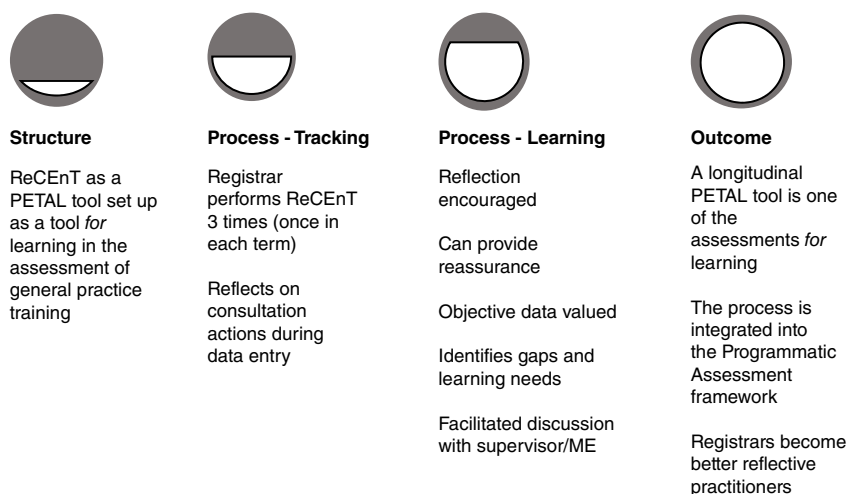 Structure
ReCEnT as a
PETAL tool set up
as a tool for
learning in the
assessment of
general practice
training
Process - Tracking
Registrar
performs ReCEnT
3 times (once in
each term)
Reflects on
consultation
actions during
data entry
Process - Learning
Reflection
encouraged
Can provide
reassurance
Objective data valued
Identifies gaps and
learning needs
Facilitated discussion
with supervisor/ME
Outcome
A longitudinal
PETAL tool is one
of the
assessments for
learning
The process is
integrated into
the Programmatic
Assessment
framework
Registrars become
better reflective
practitioners